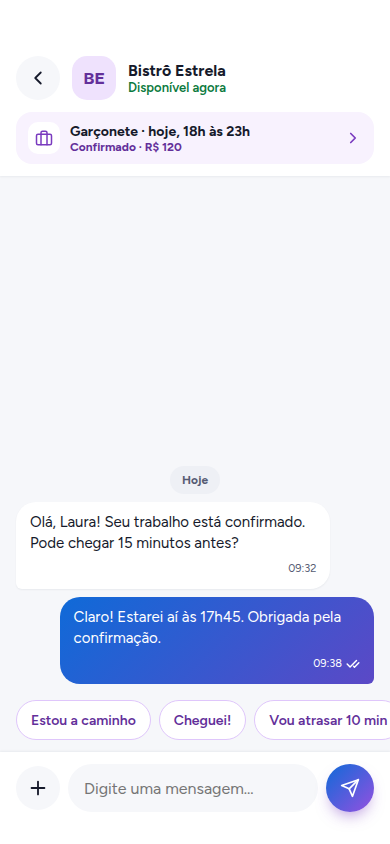 BE
Bistrô Estrela
Disponível agora
Garçonete · hoje, 18h às 23h
Confirmado · R$ 120
Hoje
Olá, Laura! Seu trabalho está confirmado.
Pode chegar 15 minutos antes?
09:32
Claro! Estarei aí às 17h45. Obrigada pela
confirmação.
09:38
Estou a caminho
Cheguei!
Vou atrasar 10 min
Digite uma mensagem...